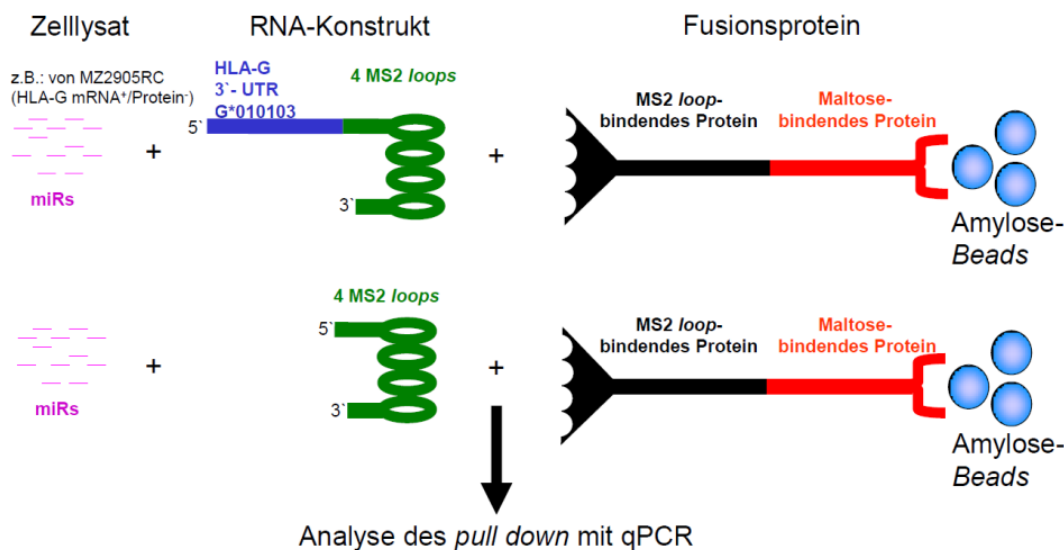 Zelllysat
RNA-Konstrukt
Fusionsprotein
z.B.: von MZ2905RC
(HLA-G mRNA⁺/Protein⁻)
HLA-G
3`- UTR
G*010103
4 MS2 loops
MS2 loop-
bindendes Protein
Maltose-
bindendes Protein
5`
+
+
3`
miRs
Amylose-
Beads
4 MS2 loops
MS2 loop-
bindendes Protein
Maltose-
bindendes Protein
5`
+
+
3`
miRs
Amylose-
Beads
Analyse des pull down mit qPCR